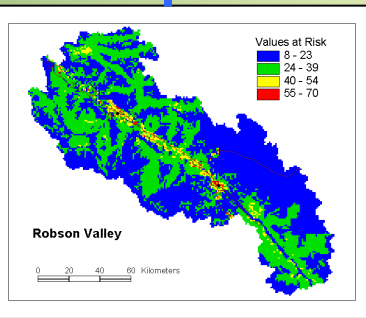 Values at Risk
8 - 23
24 - 39
40 - 54
55 - 70
Robson Valley
0 20 40 60 Kilometers